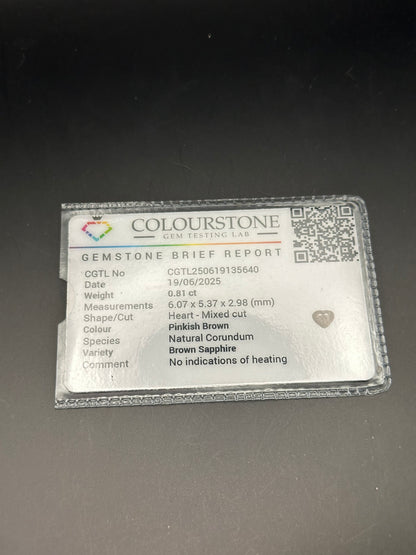 COLOURSTONE
GEM TESTING LAB
GEMSTONE BRIEF REPORT
CGTL No CGTL250619135640
Date 19/06/2025
Weight 0.81 ct
Measurements 6.07 x 5.37 x 2.98 (mm)
Shape/Cut Heart - Mixed cut
Colour Pinkish Brown
Species Natural Corundum
Variety Brown Sapphire
Comment No indications of heating